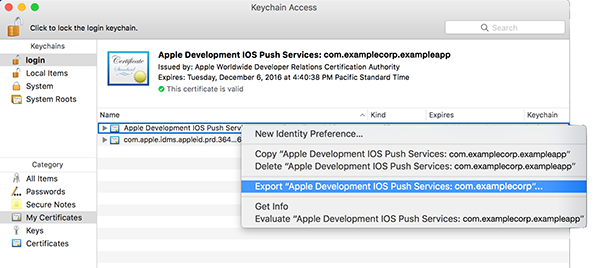 Keychain Access
Click to lock the login keychain.
Search
Keychains
login
Local Items
System
System Roots
Certificate
Standard
Apple Development IOS Push Services: com.examplecorp.exampleapp
Issued by: Apple Worldwide Developer Relations Certification Authority
Expires: Tuesday, December 6, 2016 at 4:40:38 PM Pacific Standard Time
This certificate is valid
Name Kind Expires Keychain
Apple Development IOS Push Serv
com.apple.idms.appleid.prd.364...6
New Identity Preference...
Copy “Apple Development IOS Push Services: com.examplecorp.exampleapp”
Delete “Apple Development IOS Push Services: com.examplecorp.exampleapp”
Export “Apple Development IOS Push Services: com.examplecorp”...
Get Info
Evaluate “Apple Development IOS Push Services: com.examplecorp.exampleapp”
Category
All Items
Passwords
Secure Notes
My Certificates
Keys
Certificates